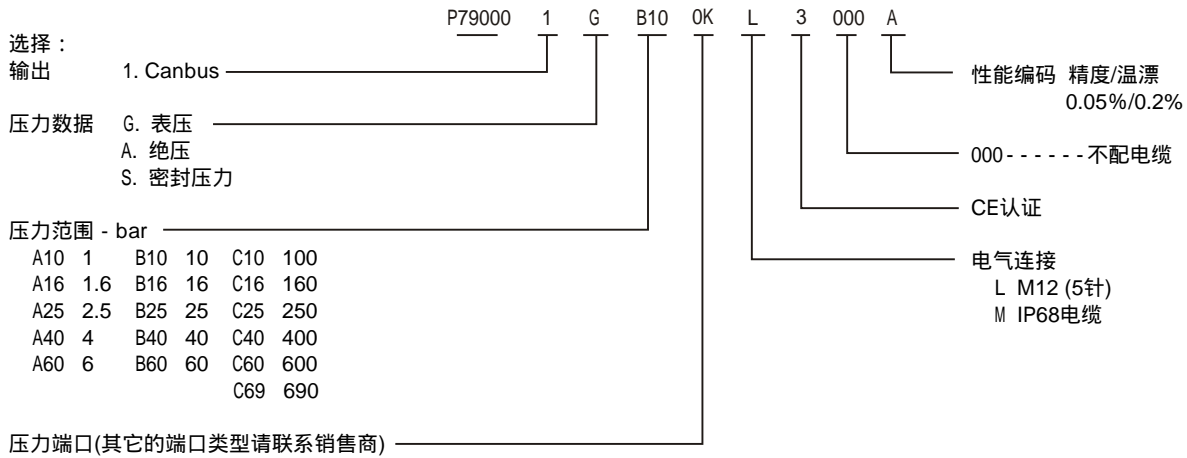 P79000 1 G B10 0K L 3 000 A
选择：
输出 1. Canbus
性能编码 精度/温漂
0.05%/0.2%
压力数据 G. 表压
A. 绝压
000------不配电缆
S. 密封压力
CE认证
压力范围 - bar
A10 1 B10 10 C10 100
电气连接
A16 1.6 B16 16 C16 160
L M12 (5针)
A25 2.5 B25 25 C25 250
M IP68电缆
A40 4 B40 40 C40 400
A60 6 B60 60 C60 600
C69 690
压力端口(其它的端口类型请联系销售商)